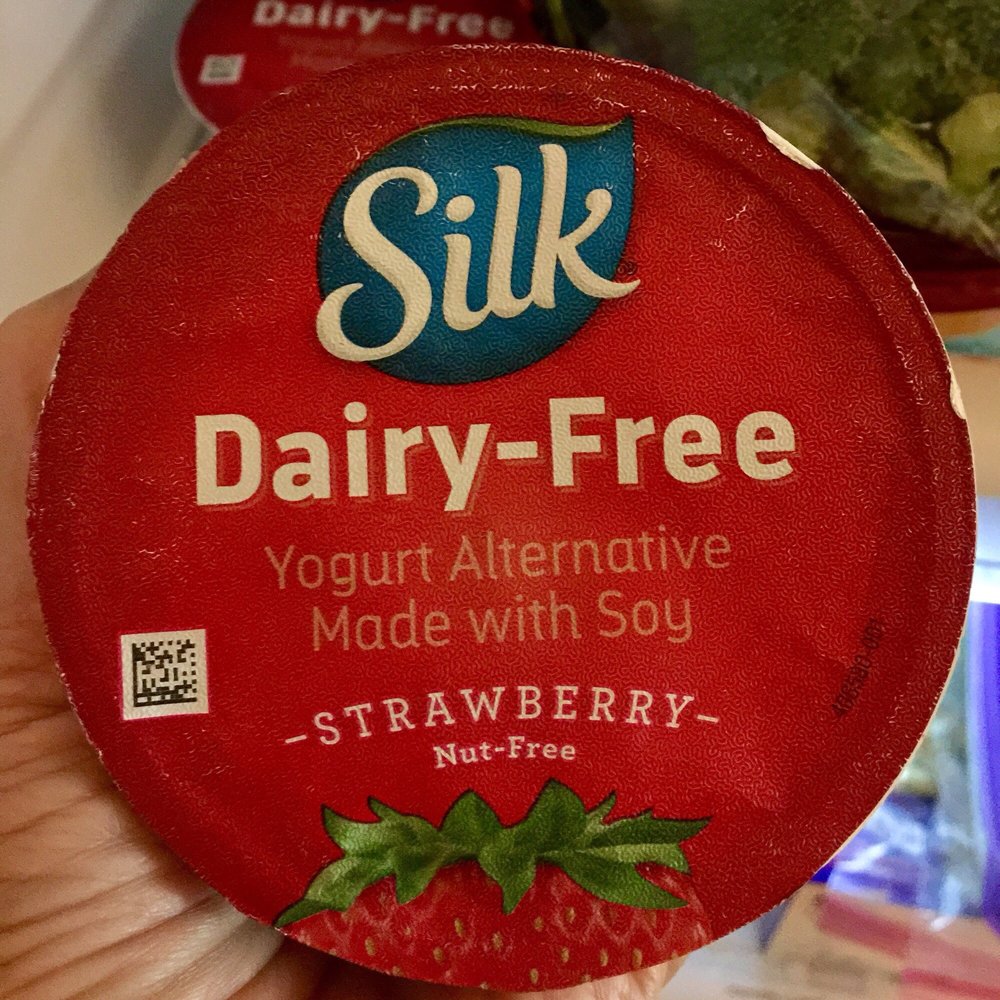 Dairy-Free
Silk
Dairy-Free
Yogurt Alternative
Made with Soy
-STRAWBERRY-
Nut-Free